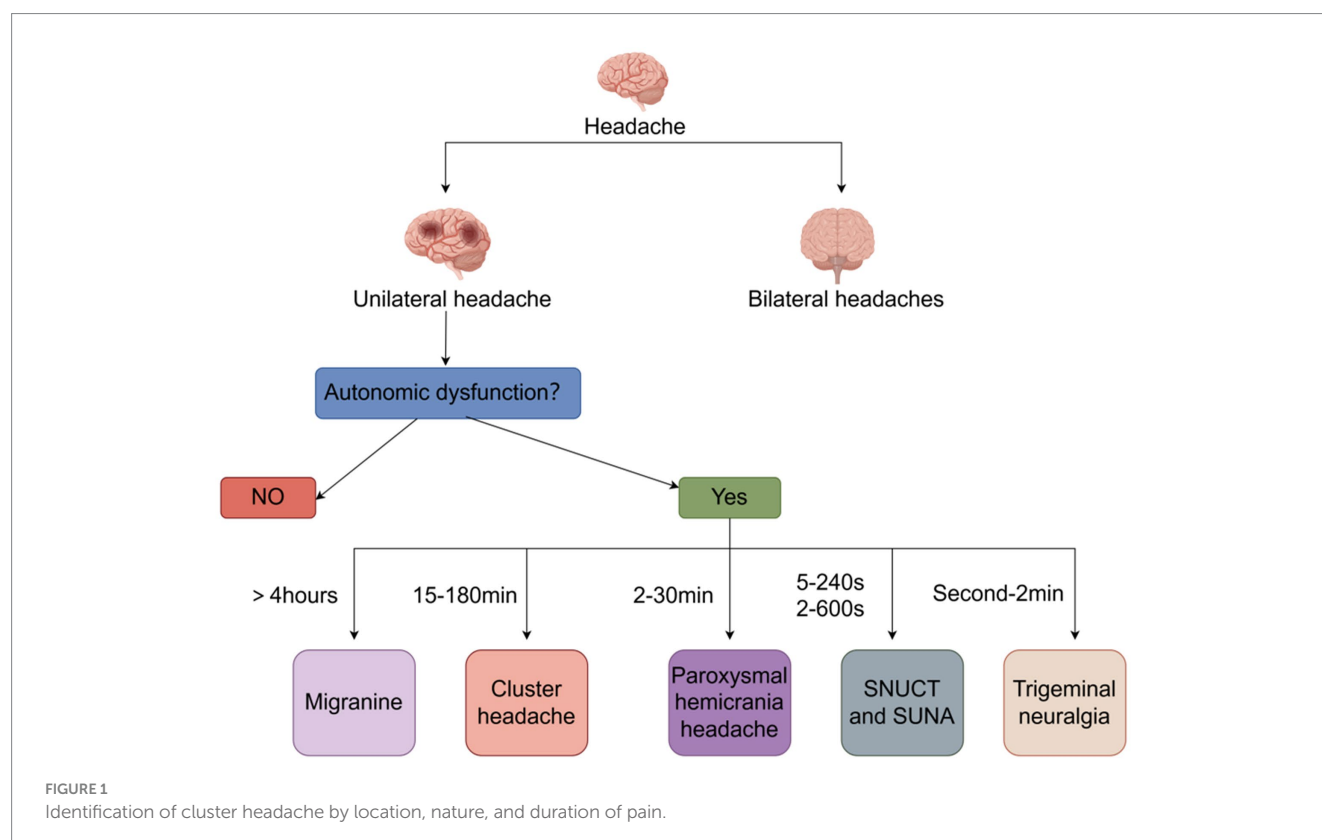 Headache
Unilateral headache
Bilateral headaches
Autonomic dysfunction?
NO
Yes
> 4hours
15-180min
2-30min
5-240s
2-600s
Second-2min
Migranine
Cluster
headache
Paroxysmal
hemicrania
headache
SNUCT
and SUNA
Trigeminal
neuralgia
FIGURE 1
Identification of cluster headache by location, nature, and duration of pain.